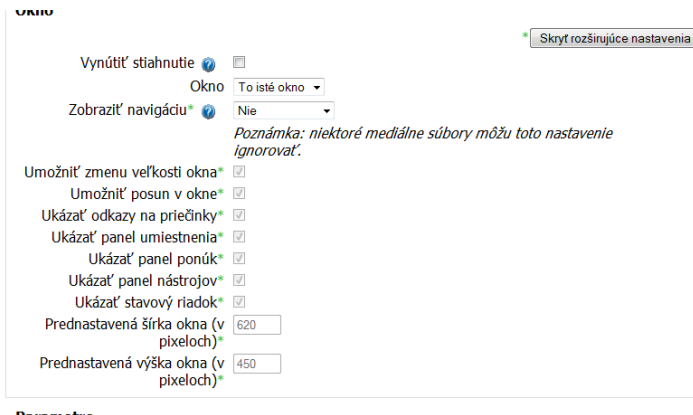 Okno
* Skryť rozširujúce nastavenia
Vynútiť stiahnutie
Okno To isté okno
Zobraziť navigáciu* Nie
Poznámka: niektoré mediálne súbory môžu toto nastavenie
ignorovať.
Umožniť zmenu veľkosti okna*
Umožniť posun v okne*
Ukázať odkazy na priečinky*
Ukázať panel umiestnenia*
Ukázať panel ponúk*
Ukázať panel nástrojov*
Ukázať stavový riadok*
Prednastavená šírka okna (v 620
pixeloch)*
Prednastavená výška okna (v 450
pixeloch)*